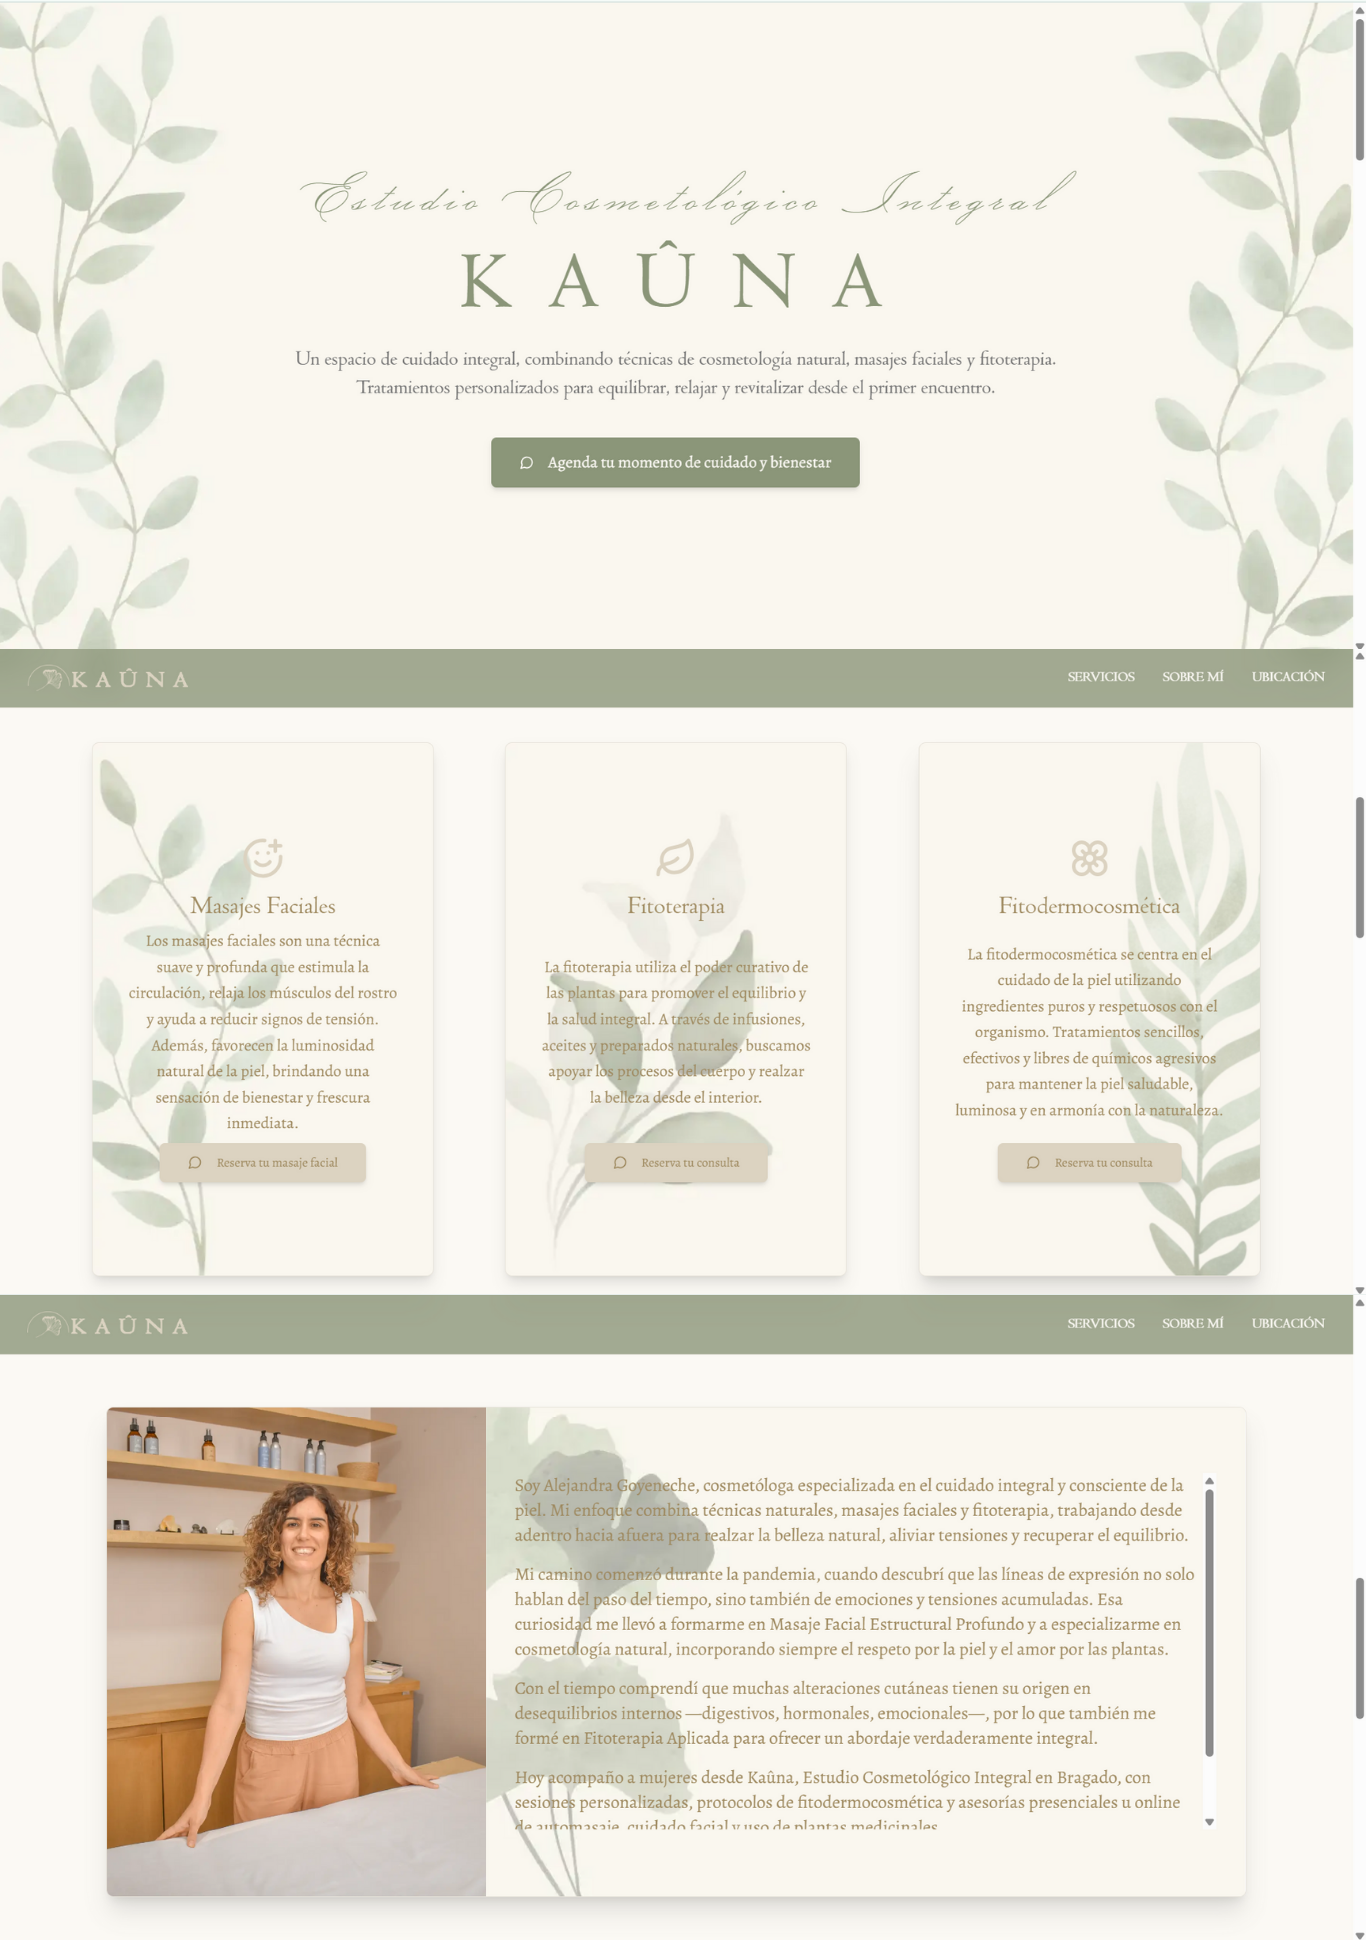 Estudio Cosmetológico Integral
KAÛNA
Un espacio de cuidado integral, combinando técnicas de cosmetología natural, masajes faciales y fitoterapia.
Tratamientos personalizados para equilibrar, relajar y revitalizar desde el primer encuentro.
Agenda tu momento de cuidado y bienestar
KAÛNA
SERVICIOS SOBRE MÍ UBICACIÓN
Masajes Faciales
Los masajes faciales son una técnica
suave y profunda que estimula la
circulación, relaja los músculos del rostro
y ayuda a reducir signos de tensión.
Además, favorecen la luminosidad
natural de la piel, brindando una
sensación de bienestar y frescura
inmediata.
Reserva tu masaje facial
Fitoterapia
La fitoterapia utiliza el poder curativo de
las plantas para promover el equilibrio y
la salud integral. A través de infusiones,
aceites y preparados naturales, buscamos
apoyar los procesos del cuerpo y realzar
la belleza desde el interior.
Reserva tu consulta
Fitodermocosmética
La fitodermocosmética se centra en el
cuidado de la piel utilizando
ingredientes puros y respetuosos con el
organismo. Tratamientos sencillos,
efectivos y libres de químicos agresivos
para mantener la piel saludable,
luminosa y en armonía con la naturaleza.
Reserva tu consulta
KAÛNA
SERVICIOS SOBRE MÍ UBICACIÓN
Soy Alejandra Goyeneche, cosmetóloga especializada en el cuidado integral y consciente de la
piel. Mi enfoque combina técnicas naturales, masajes faciales y fitoterapia, trabajando desde
adentro hacia afuera para realzar la belleza natural, aliviar tensiones y recuperar el equilibrio.
Mi camino comenzó durante la pandemia, cuando descubrí que las líneas de expresión no solo
hablan del paso del tiempo, sino también de emociones y tensiones acumuladas. Esa
curiosidad me llevó a formarme en Masaje Facial Estructural Profundo y a especializarme en
cosmetología natural, incorporando siempre el respeto por la piel y el amor por las plantas.
Con el tiempo comprendí que muchas alteraciones cutáneas tienen su origen en
desequilibrios internos —digestivos, hormonales, emocionales—, por lo que también me
formé en Fitoterapia Aplicada para ofrecer un abordaje verdaderamente integral.
Hoy acompaño a mujeres desde Kaûna, Estudio Cosmetológico Integral en Bragado, con
sesiones personalizadas, protocolos de fitodermocosmética y asesorías presenciales u online
de automasaje, cuidado facial y uso de plantas medicinales